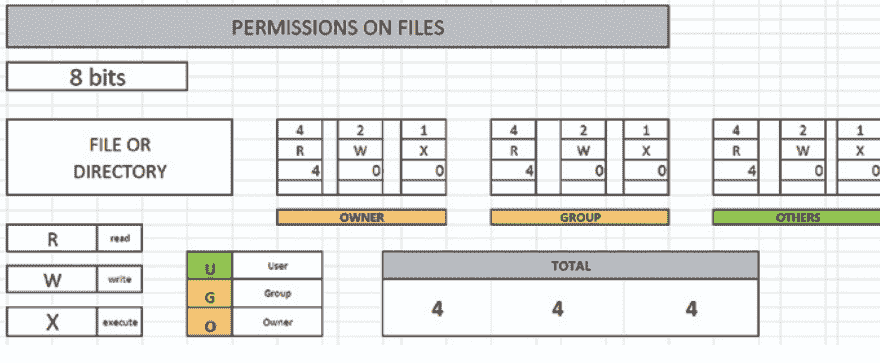 PERMISSIONS ON FILES
8 bits
FILE OR
DIRECTORY
4 2 1
R W X
4 0 0
OWNER
4 2 1
R W X
4 0 0
GROUP
4 2 1
R W X
4 0 0
OTHERS
R read
W write
X execute
U User
G Group
O Owner
TOTAL
4 4 4